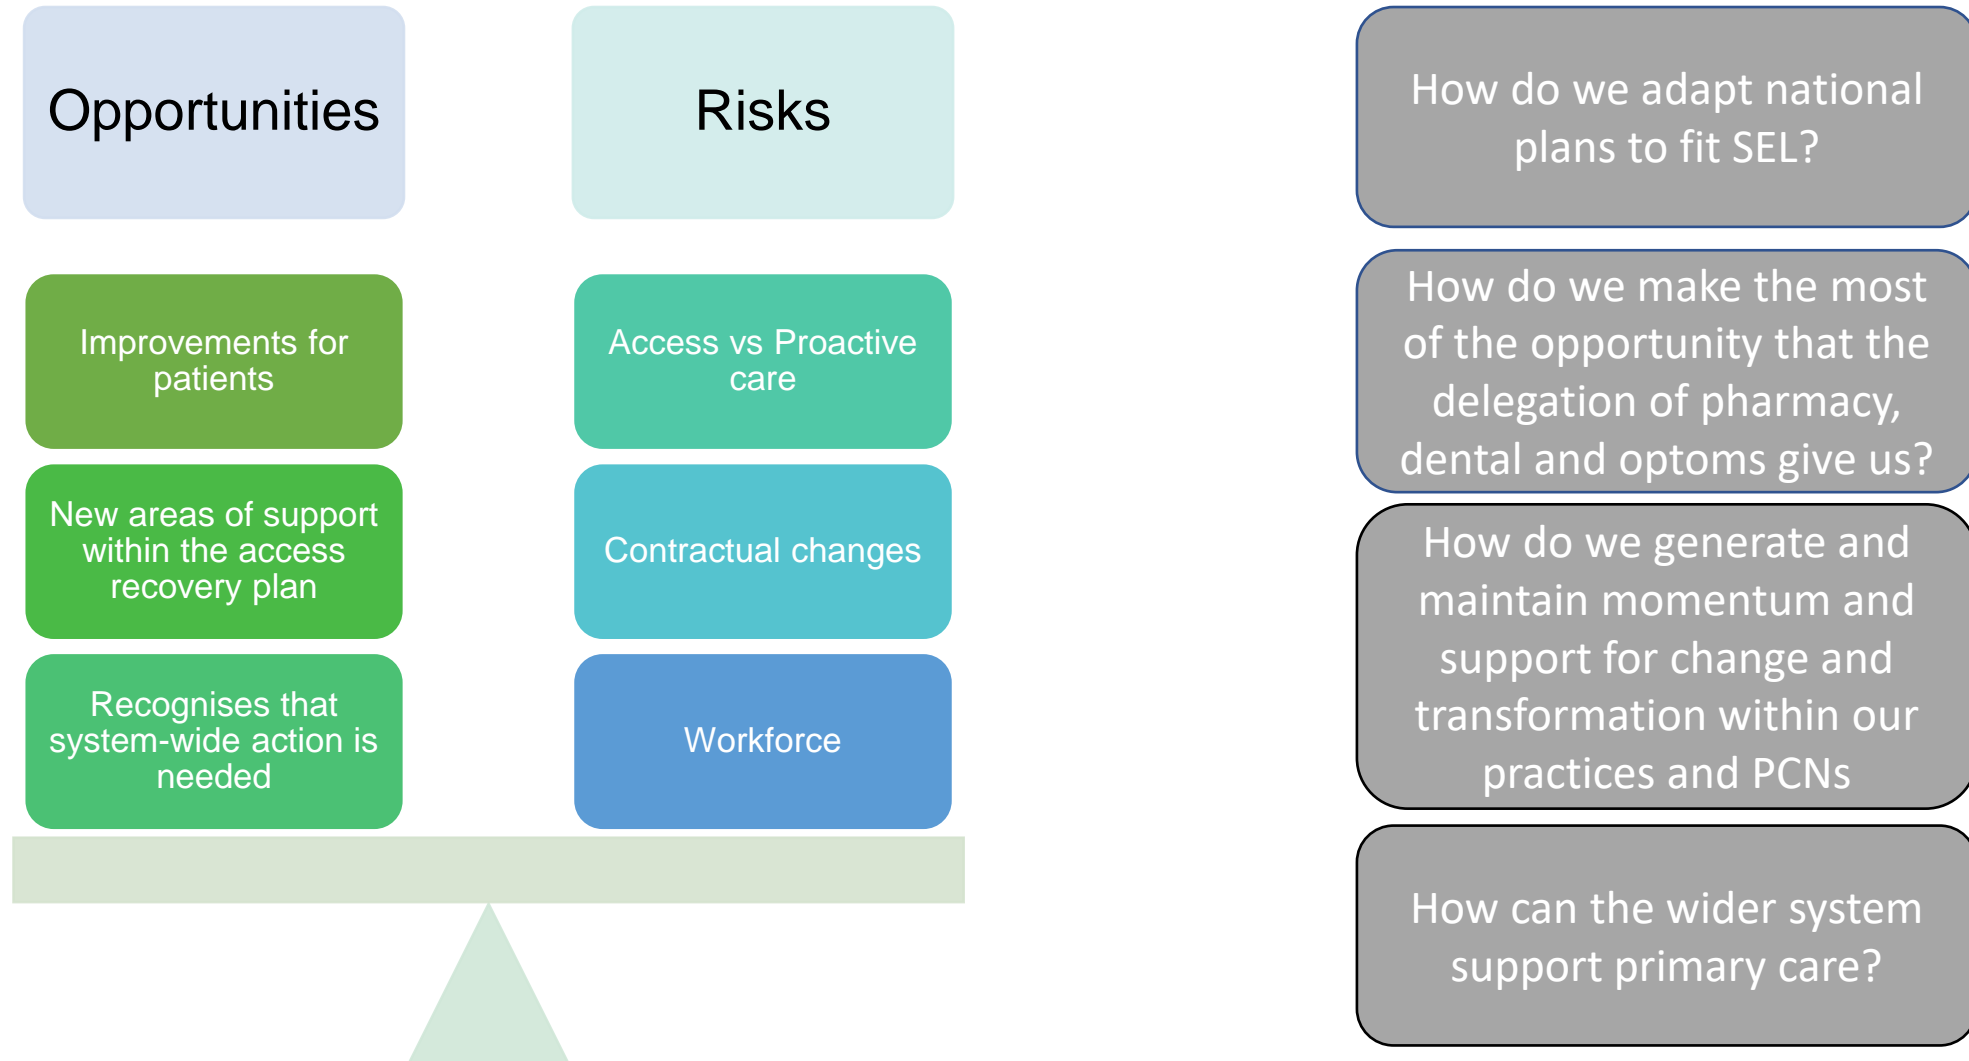 Opportunities
Risks
Improvements for
patients
New areas of support
within the access
recovery plan
Recognises that
system-wide action is
needed
Access vs Proactive
care
Contractual changes
Workforce
How do we adapt national
plans to fit SEL?
How do we make the most
of the opportunity that the
delegation of pharmacy,
dental and optoms give us?
How do we generate and
maintain momentum and
support for change and
transformation within our
practices and PCNs
How can the wider system
support primary care?